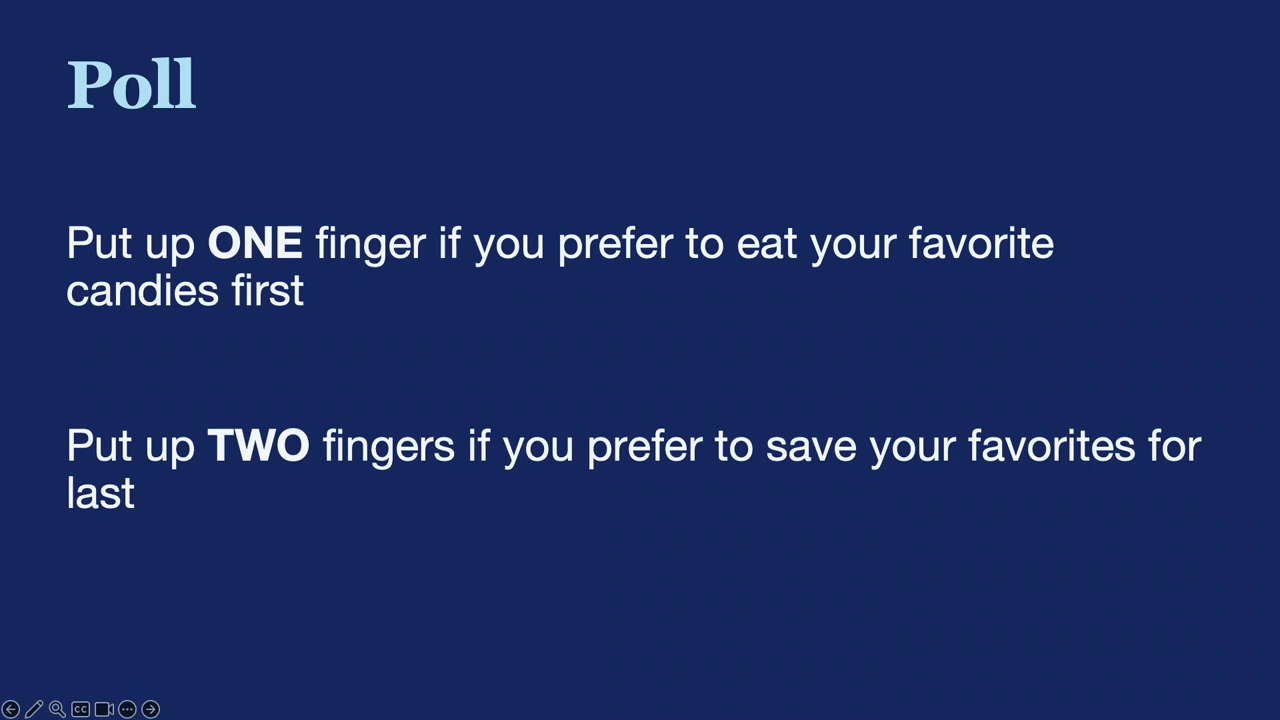 Poll
Put up ONE finger if you prefer to eat your favorite
candies first
Put up TWO fingers if you prefer to save your favorites for
last
CC